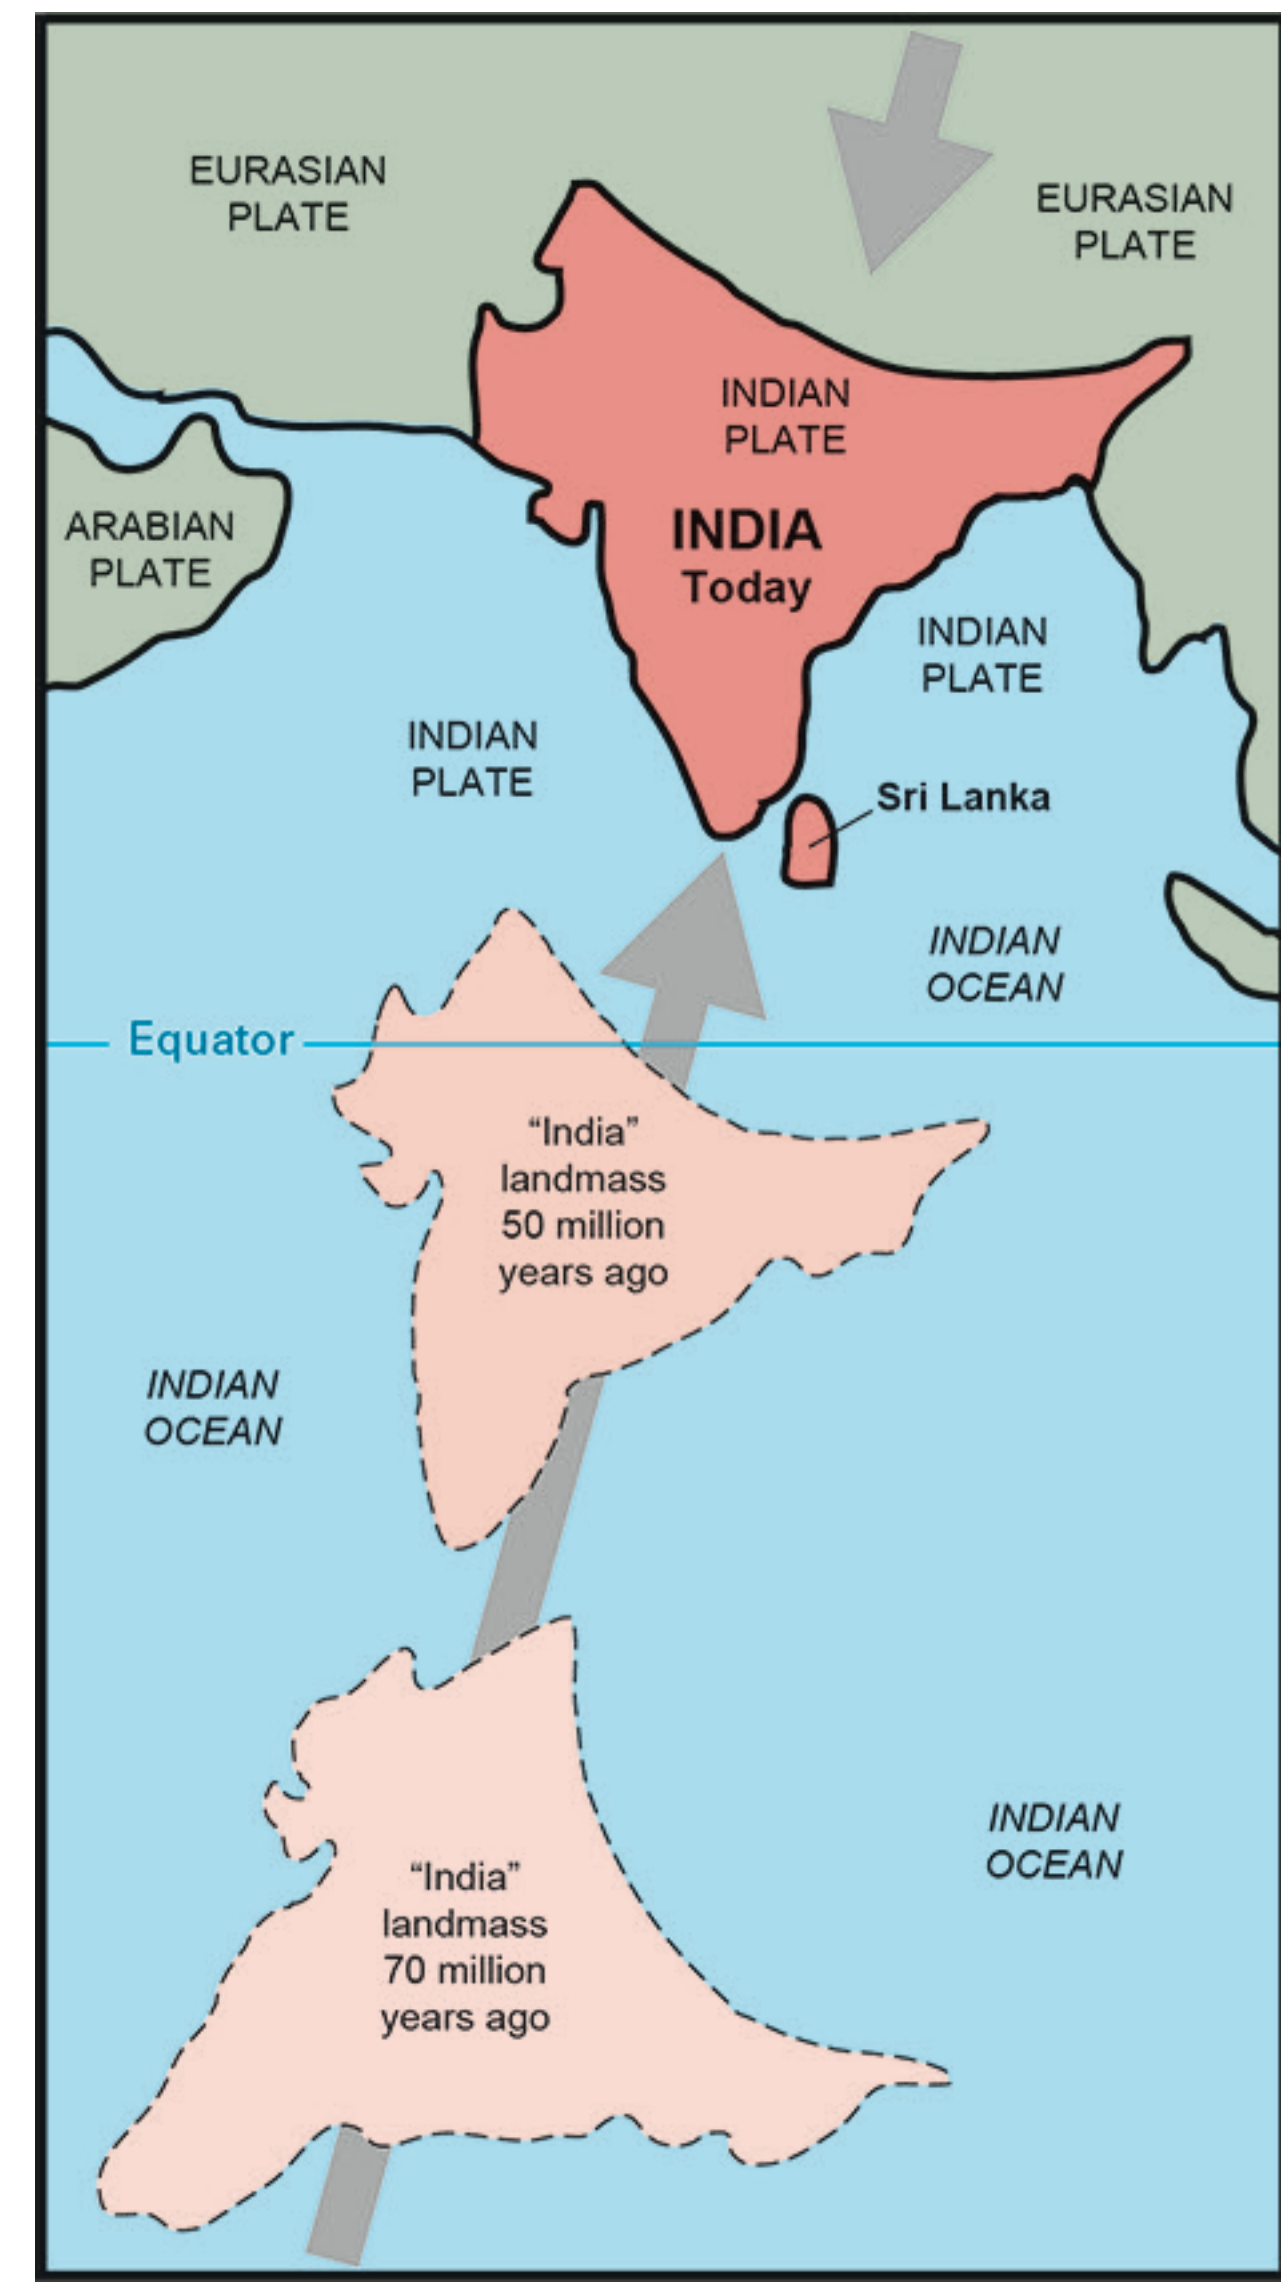 EURASIAN
PLATE
EURASIAN
PLATE
INDIAN
PLATE
INDIA
Today
ARABIAN
PLATE
INDIAN
PLATE
INDIAN
PLATE
Sri Lanka
INDIAN
OCEAN
Equator
“India”
landmass
50 million
years ago
INDIAN
OCEAN
INDIAN
OCEAN
“India”
landmass
70 million
years ago